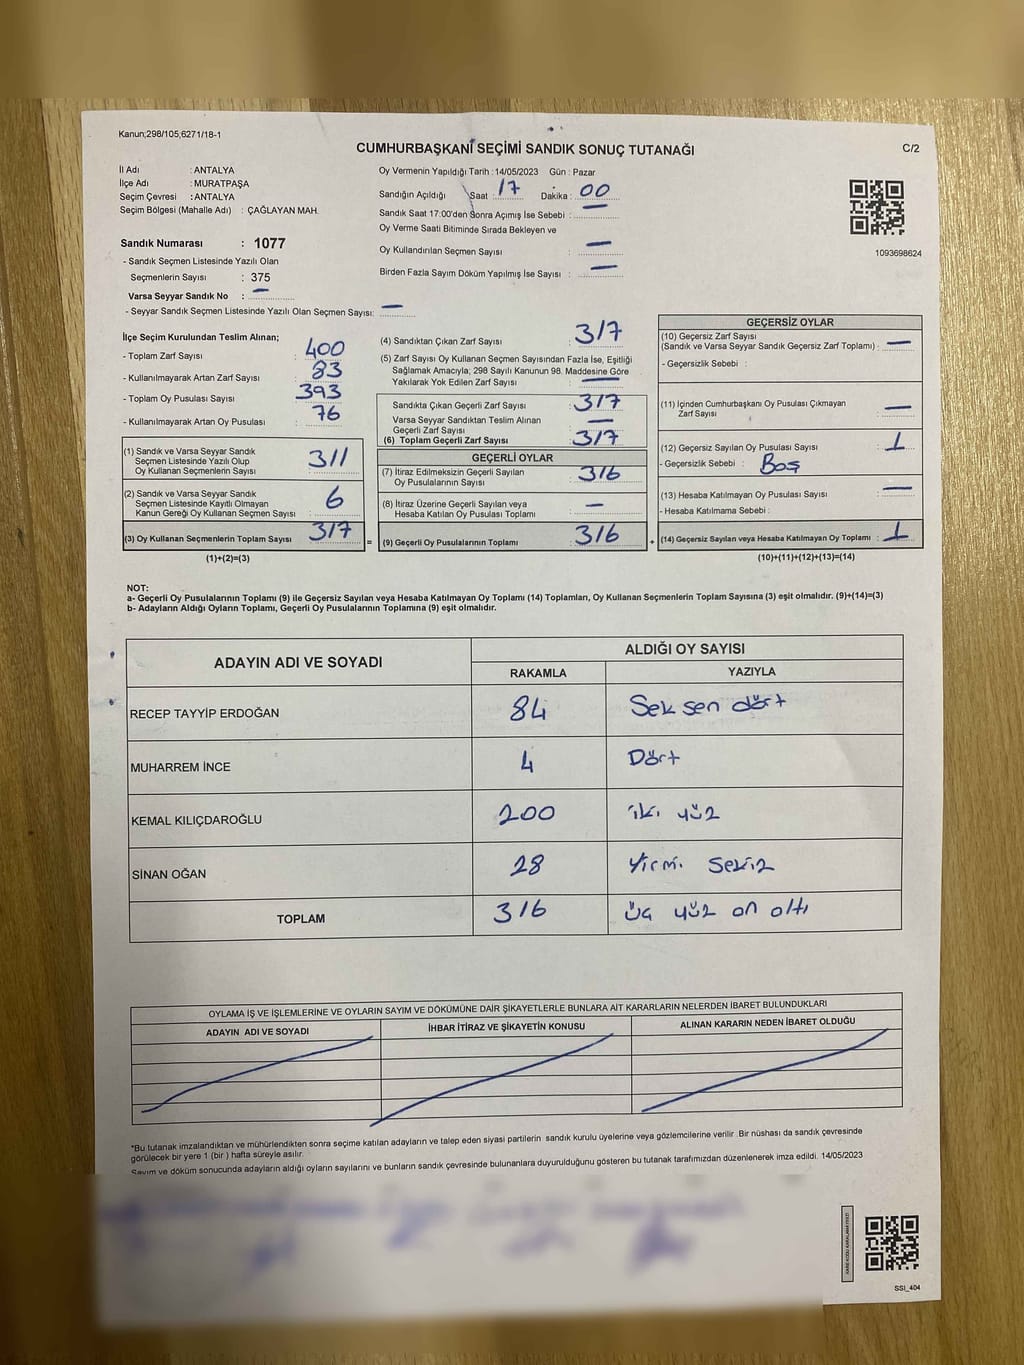 Kanun;298/105;6271/18-1
CUMHURBAŞKANİ SEÇİMİ SANDIK SONUÇ TUTANAĞI
C/2
İl Adı : ANTALYA
İlçe Adı : MURATPAŞA
Seçim Çevresi : ANTALYA
Seçim Bölgesi (Mahalle Adı) : ÇAĞLAYAN MAH.
Oy Vermenin Yapıldığı Tarih : 14/05/2023 Gün : Pazar
Sandığın Açıldığı Saat : 17 Dakika : 00
Sandık Saat 17:00'den Sonra Açımış İse Sebebi : —
Oy Verme Saati Bitiminde Sırada Bekleyen ve
Oy Kullandırılan Seçmen Sayısı : —
Birden Fazla Sayım Döküm Yapılmış İse Sayısı : —
1093698624
Sandık Numarası : 1077
- Sandık Seçmen Listesinde Yazılı Olan
Seçmenlerin Sayısı : 375
Varsa Seyyar Sandık No : —
- Seyyar Sandık Seçmen Listesinde Yazılı Olan Seçmen Sayısı: —
İlçe Seçim Kurulundan Teslim Alınan;
- Toplam Zarf Sayısı : 400
- Kullanılmayarak Artan Zarf Sayısı : 83
- Toplam Oy Pusulası Sayısı : 393
- Kullanılmayarak Artan Oy Pusulası : 76
(1) Sandık ve Varsa Seyyar Sandık
Seçmen Listesinde Yazılı Olup
Oy Kullanan Seçmenlerin Sayısı 311
(2) Sandık ve Varsa Seyyar Sandık
Seçmen Listesinde Kayıtlı Olmayan
Kanun Gereği Oy Kullanan Seçmen Sayısı : 6
(3) Oy Kullanan Seçmenlerin Toplam Sayısı : 317
(1)+(2)=(3)
=
(4) Sandıktan Çıkan Zarf Sayısı : 317
(5) Zarf Sayısı Oy Kullanan Seçmen Sayısından Fazla İse, Eşitliği
Sağlamak Amacıyla; 298 Sayılı Kanunun 98. Maddesine Göre
Yakılarak Yok Edilen Zarf Sayısı : —
Sandıkta Çıkan Geçerli Zarf Sayısı : 317
Varsa Seyyar Sandıktan Teslim Alınan
Geçerli Zarf Sayısı : —
(6) Toplam Geçerli Zarf Sayısı : 317
GEÇERLİ OYLAR
(7) İtiraz Edilmeksizin Geçerli Sayılan
Oy Pusulalarının Sayısı : 316
(8) İtiraz Üzerine Geçerli Sayılan veya
Hesaba Katılan Oy Pusulası Toplamı : —
(9) Geçerli Oy Pusulalarının Toplamı : 316
+
GEÇERSİZ OYLAR
(10) Geçersiz Zarf Sayısı
(Sandık ve Varsa Seyyar Sandık Geçersiz Zarf Toplamı) : —
- Geçersizlik Sebebi :
(11) İçinden Cumhurbaşkanı Oy Pusulası Çıkmayan
Zarf Sayısı : —
(12) Geçersiz Sayılan Oy Pusulası Sayısı : 1
- Geçersizlik Sebebi : Boş
(13) Hesaba Katılmayan Oy Pusulası Sayısı : —
- Hesaba Katılmama Sebebi :
(14) Geçersiz Sayılan veya Hesaba Katılmayan Oy Toplamı : 1
(10)+(11)+(12)+(13)=(14)
NOT:
a- Geçerli Oy Pusulalarının Toplamı (9) ile Geçersiz Sayılan veya Hesaba Katılmayan Oy Toplamı (14) Toplamları, Oy Kullanan Seçmenlerin Toplam Sayısına (3) eşit olmalıdır. (9)+(14)=(3)
b- Adayların Aldığı Oyların Toplamı, Geçerli Oy Pusulalarının Toplamına (9) eşit olmalıdır.
ADAYIN ADI VE SOYADI
ALDIĞI OY SAYISI
RAKAMLA YAZIYLA
RECEP TAYYİP ERDOĞAN 84 Seksen dört
MUHARREM İNCE 4 Dört
KEMAL KILIÇDAROĞLU 200 iki yüz
SİNAN OĞAN 28 Yirmi Sekiz
TOPLAM 316 üç yüz on altı
OYLAMA İŞ VE İŞLEMLERİNE VE OYLARIN SAYIM VE DÖKÜMÜNE DAİR ŞİKAYETLERLE BUNLARA AİT KARARLARIN NELERDEN İBARET BULUNDUKLARI
ADAYIN ADI VE SOYADI İHBAR İTİRAZ VE ŞİKAYETİN KONUSU ALINAN KARARIN NEDEN İBARET OLDUĞU
*Bu tutanak imzalandıktan ve mühürlendikten sonra seçime katılan adayların ve talep eden siyasi partilerin sandık kurulu üyelerine veya gözlemcilerine verilir. Bir nüshası da sandık çevresinde
görülecek bir yere 1 (bir ) hafta süreyle asılır.
Sayım ve döküm sonucunda adayların aldığı oyların sayılarını ve bunların sandık çevresinde bulunanlara duyurulduğunu gösteren bu tutanak tarafımızdan düzenlenerek imza edildi. 14/05/2023
SSI_404